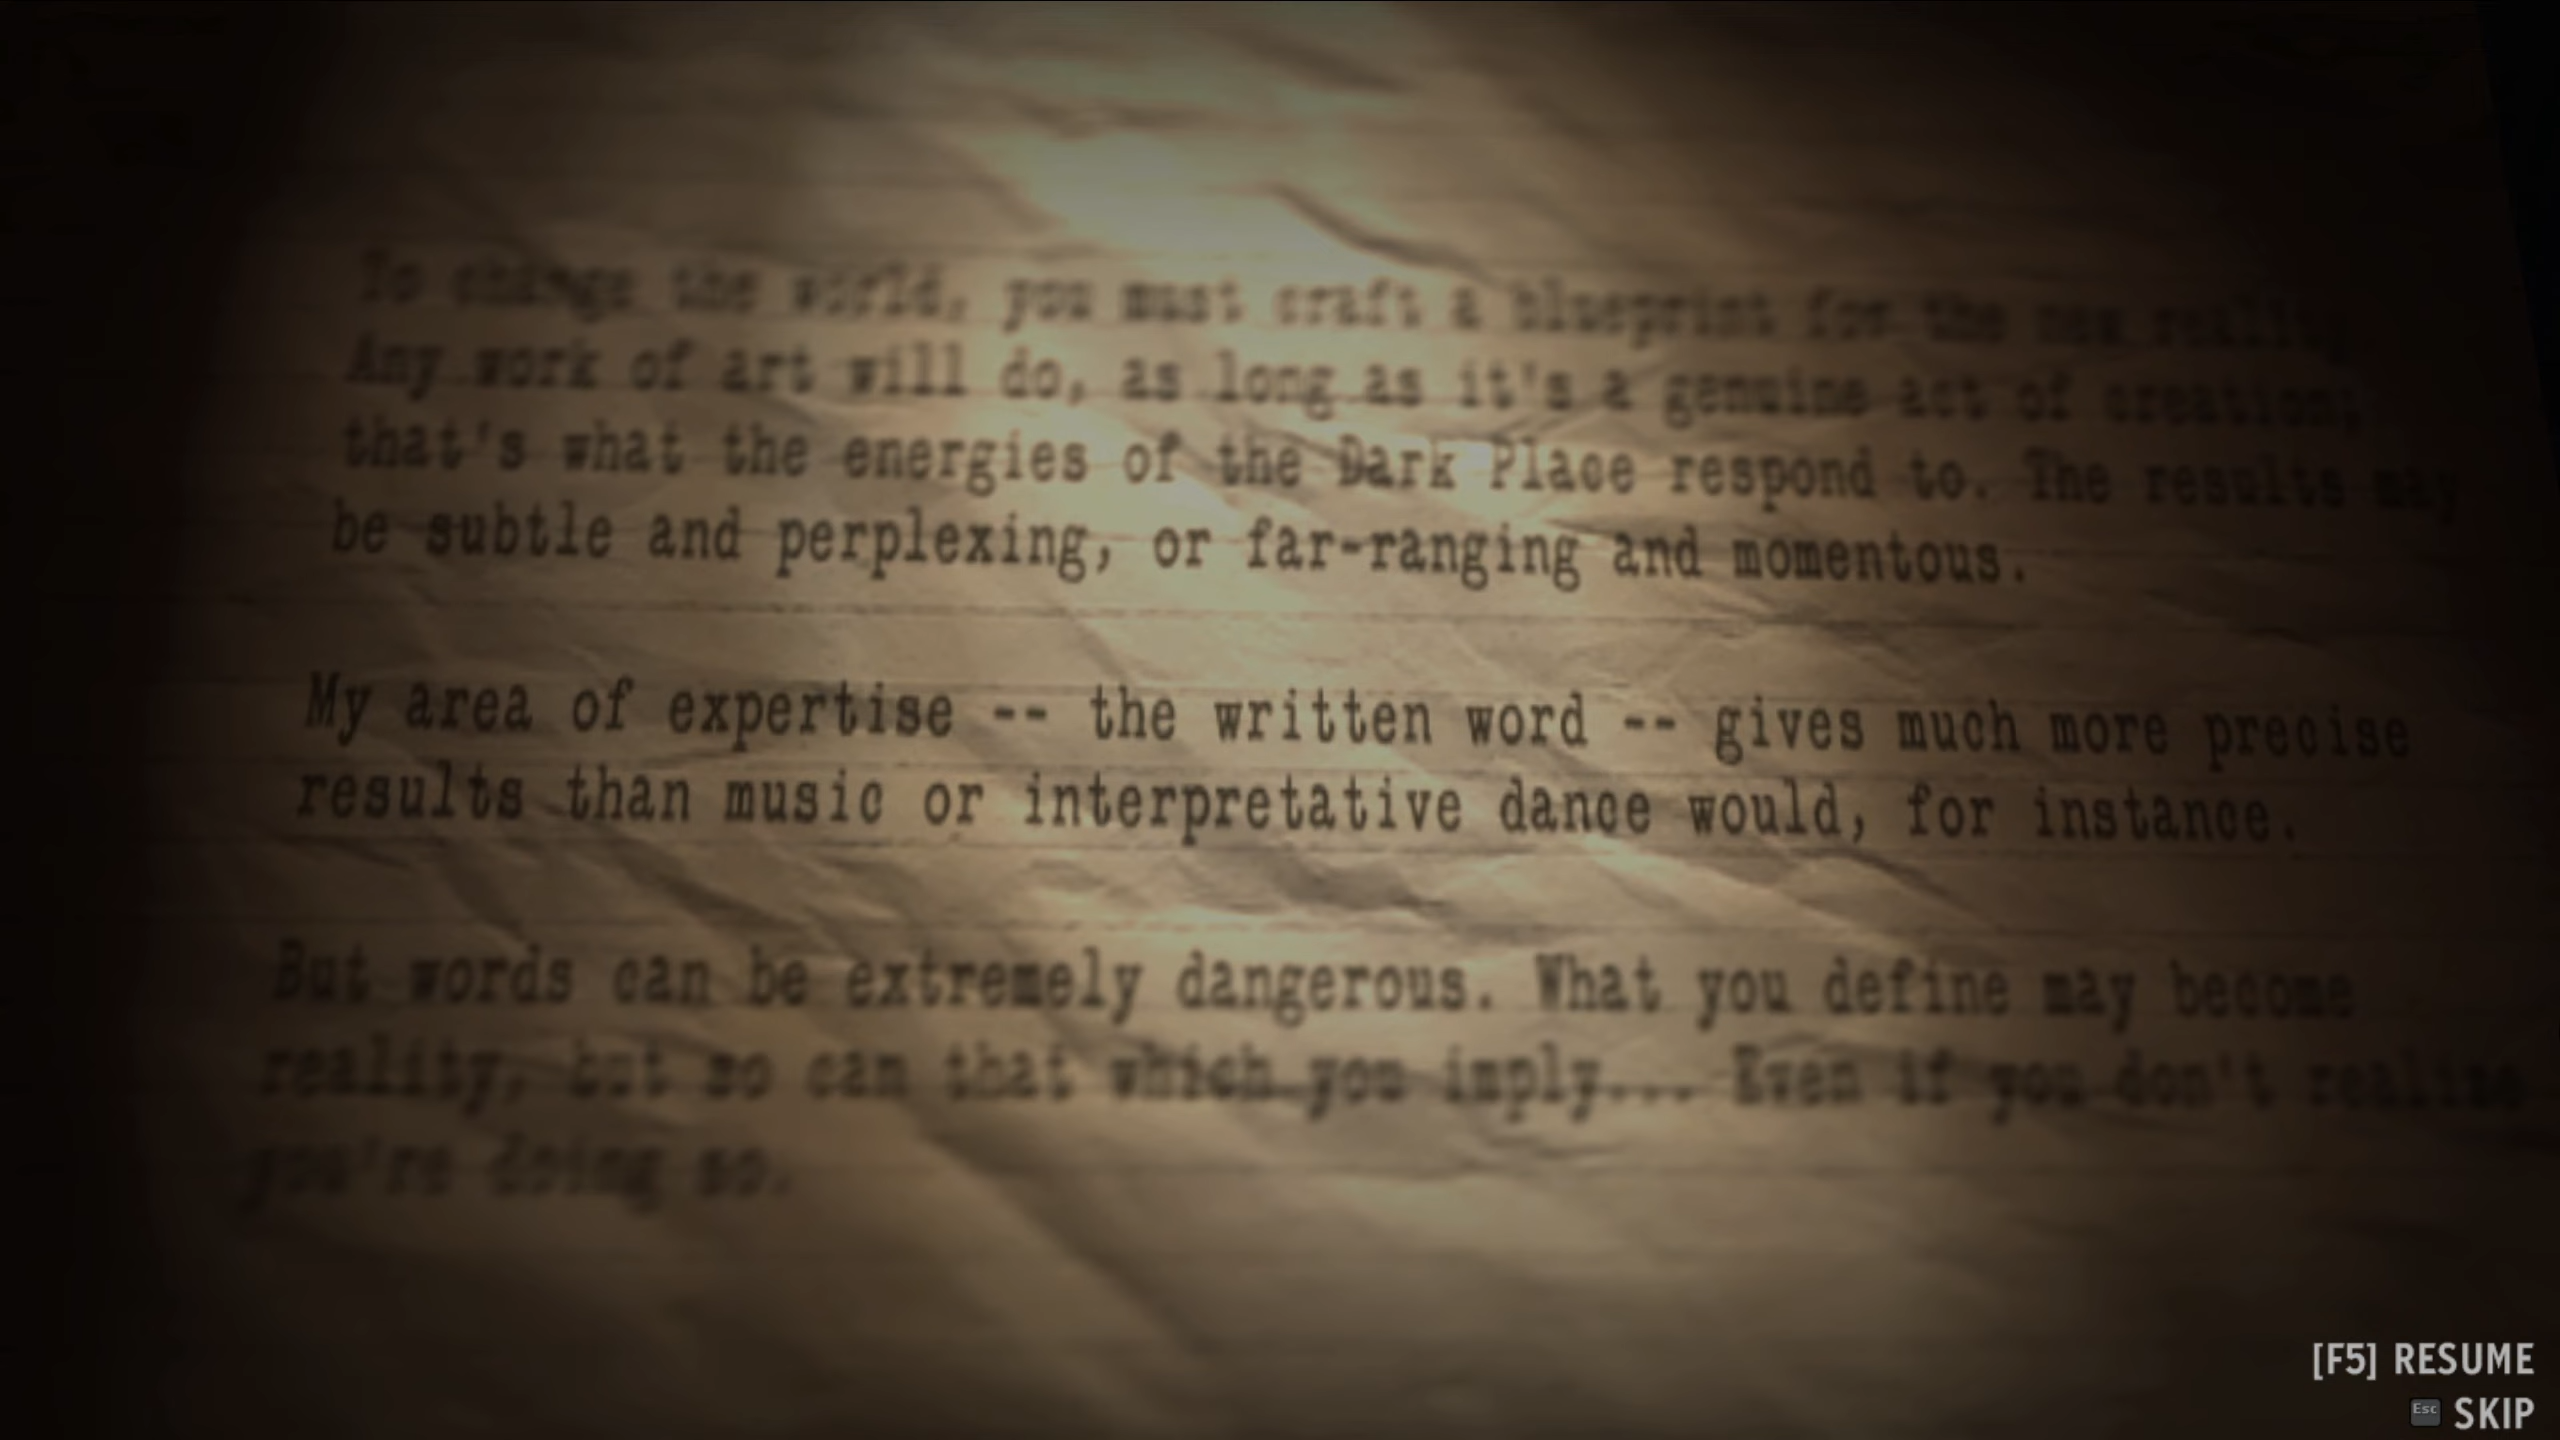 To change the world, you must craft a blueprint for the new reality.
Any work of art will do, as long as it's a genuine act of creation;
that's what the energies of the Dark Place respond to. The results may
be subtle and perplexing, or far-ranging and momentous.
My area of expertise -- the written word -- gives much more precise
results than music or interpretative dance would, for instance.
But words can be extremely dangerous. What you define may become
reality, but so can that which you imply... Even if you don't realize
you're doing so.
[F5] RESUME
Esc SKIP